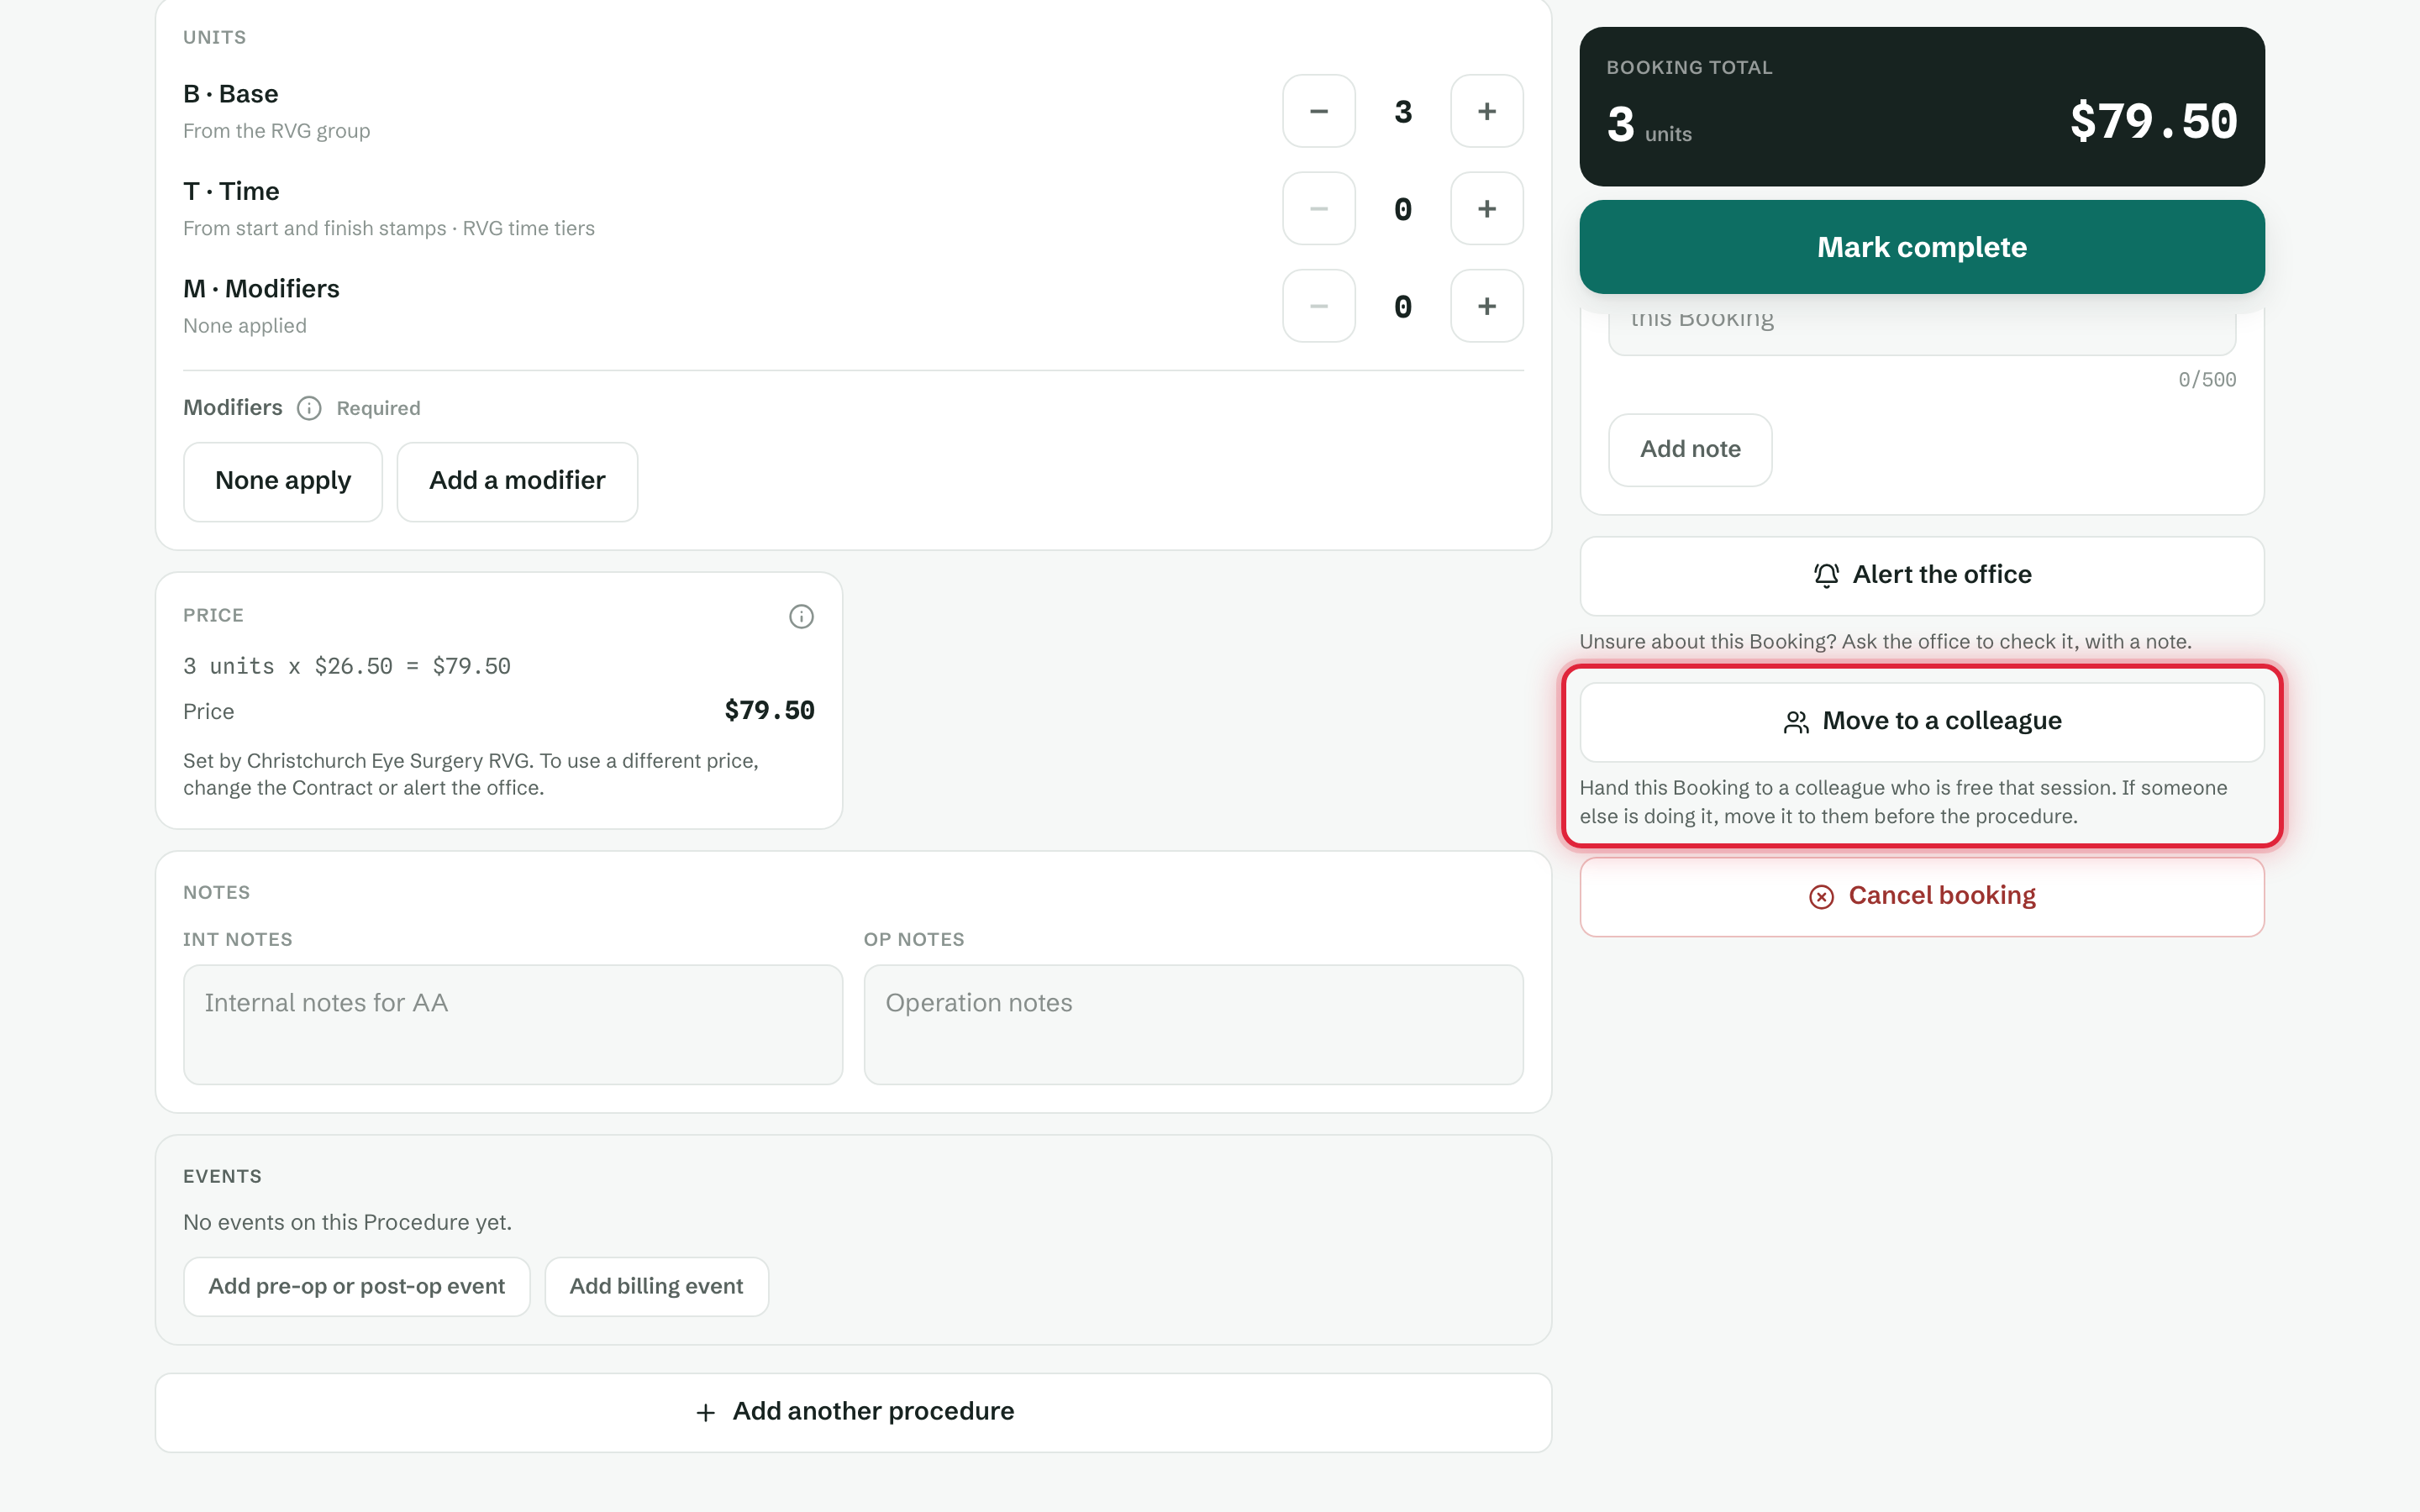 UNITS
B · Base
From the RVG group
− 3 +
T · Time
From start and finish stamps · RVG time tiers
− 0 +
M · Modifiers
None applied
− 0 +
Modifiers Required
None apply
Add a modifier
PRICE
3 units x $26.50 = $79.50
Price $79.50
Set by Christchurch Eye Surgery RVG. To use a different price,
change the Contract or alert the office.
NOTES
INT NOTES
Internal notes for AA
OP NOTES
Operation notes
EVENTS
No events on this Procedure yet.
Add pre-op or post-op event
Add billing event
+ Add another procedure
BOOKING TOTAL
3 units $79.50
Mark complete
this Booking
0/500
Add note
Alert the office
Unsure about this Booking? Ask the office to check it, with a note.
Move to a colleague
Hand this Booking to a colleague who is free that session. If someone
else is doing it, move it to them before the procedure.
Cancel booking